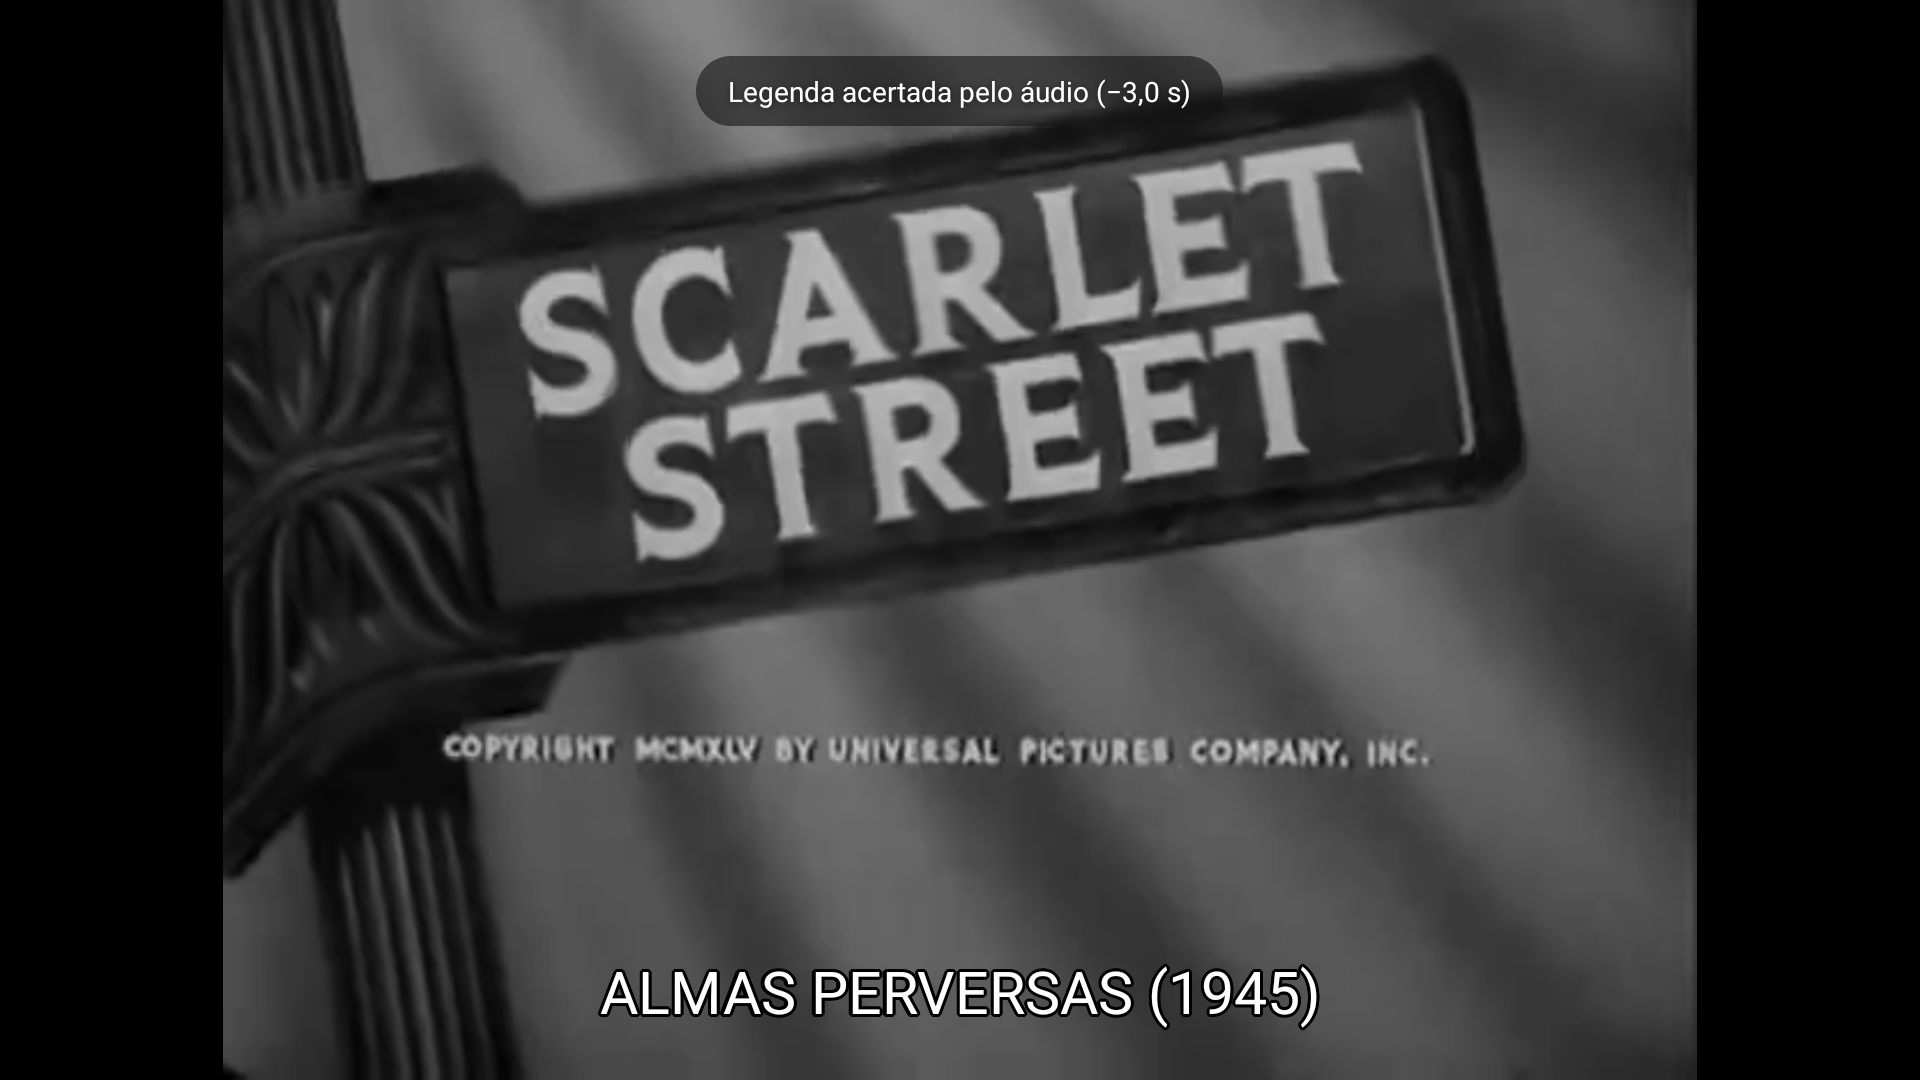 Legenda acertada pelo áudio (−3,0 s)
SCARLET
STREET
COPYRIGHT MCMXLV BY UNIVERSAL PICTURES COMPANY, INC.
ALMAS PERVERSAS (1945)